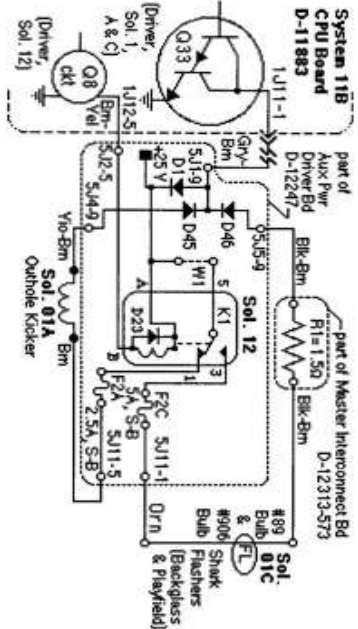 System 11B
CPU Board
D-11883
Q33
(Driver,
Sol. 1,
A & C)
(Driver,
Sol. 12)
Q8
ckt
1J11-1
1J12-5
Brn-
Yel
Gry-
Brn
part of
Aux Pwr
Driver Bd
D-12247
5J1-9
5J2-5
5J4-9
5J5-9
+25 V
D1
D45
D46
W1
A
5
K1
Sol. 12
D23
B
1
3
Yio-Brn
Sol. 01A
Outhole Kicker
Brn
F2A
2.5A, S-B
5J11-5
F2C
5A, S-B
5J11-1
Orn
Blk-Brn
R1= 1.5Ω
Blk-Brn
part of Master Interconnect Bd
D-12313-573
Sol.
01C
FL
#89
Bulb
&
#906
Bulb
Shark
Flashers
(Backglass
& Playfield)